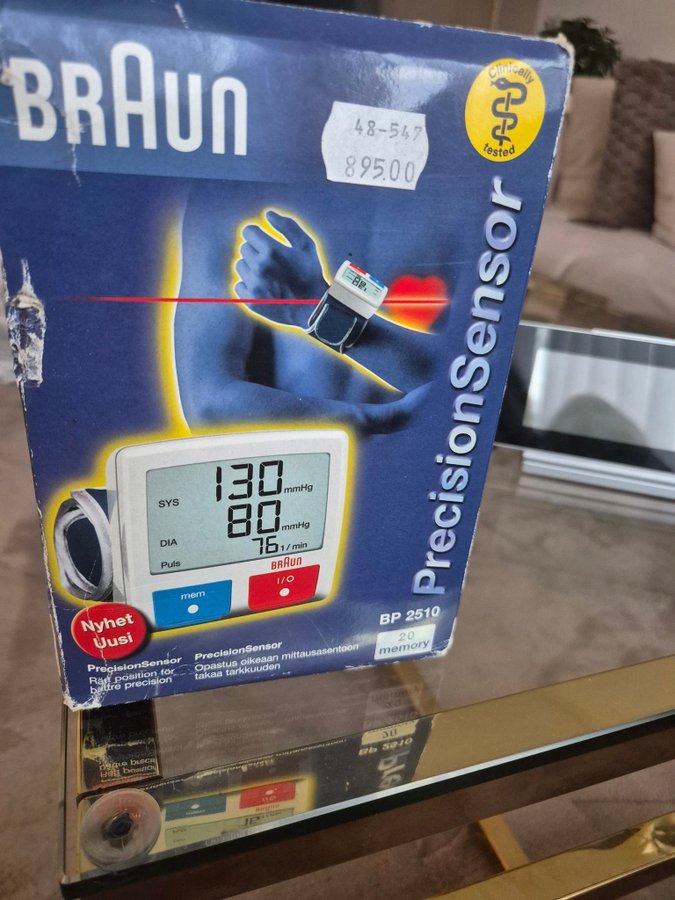 BRAUN
48-547
895.00
Clinically
tested
PrecisionSensor
SYS
130 mmHg
80 mmHg
DIA
76 1/min
Puls
BRAUN
mem
I/O
Nyhet
Uusi
BP 2510
20
memory
PrecisionSensor
Rätt position för
bättre precision
PrecisionSensor
Opastus oikeaan mittausasentoon
takaa tarkkuuden